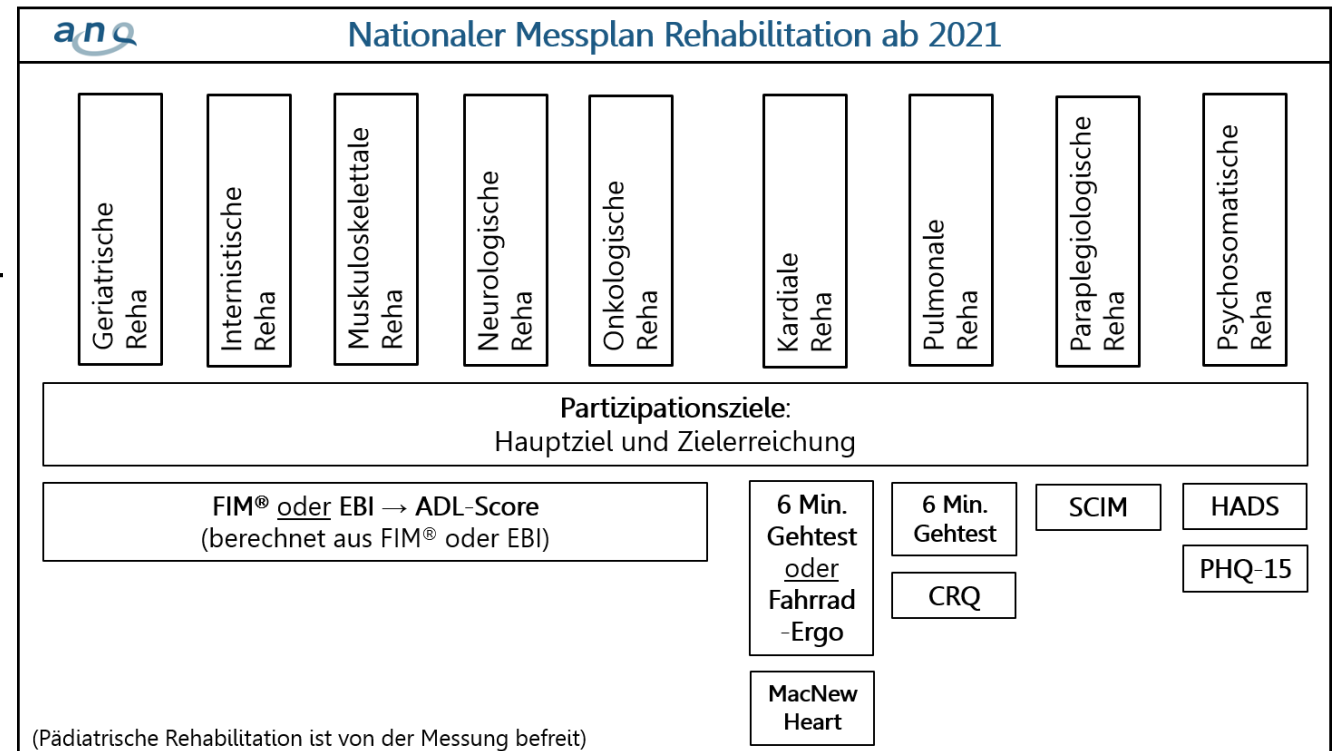 anq
Nationaler Messplan Rehabilitation ab 2021
Geriatrische
Reha
Internistische
Reha
Muskuloskelettale
Reha
Neurologische
Reha
Onkologische
Reha
Kardiale
Reha
Pulmonale
Reha
Paraplegiologische
Reha
Psychosomatische
Reha
Partizipationsziele:
Hauptziel und Zielerreichung
FIM® oder EBI → ADL-Score
(berechnet aus FIM® oder EBI)
6 Min.
Gehtest
oder
Fahrrad
-Ergo
MacNew
Heart
6 Min.
Gehtest
CRQ
SCIM
HADS
PHQ-15
(Pädiatrische Rehabilitation ist von der Messung befreit)